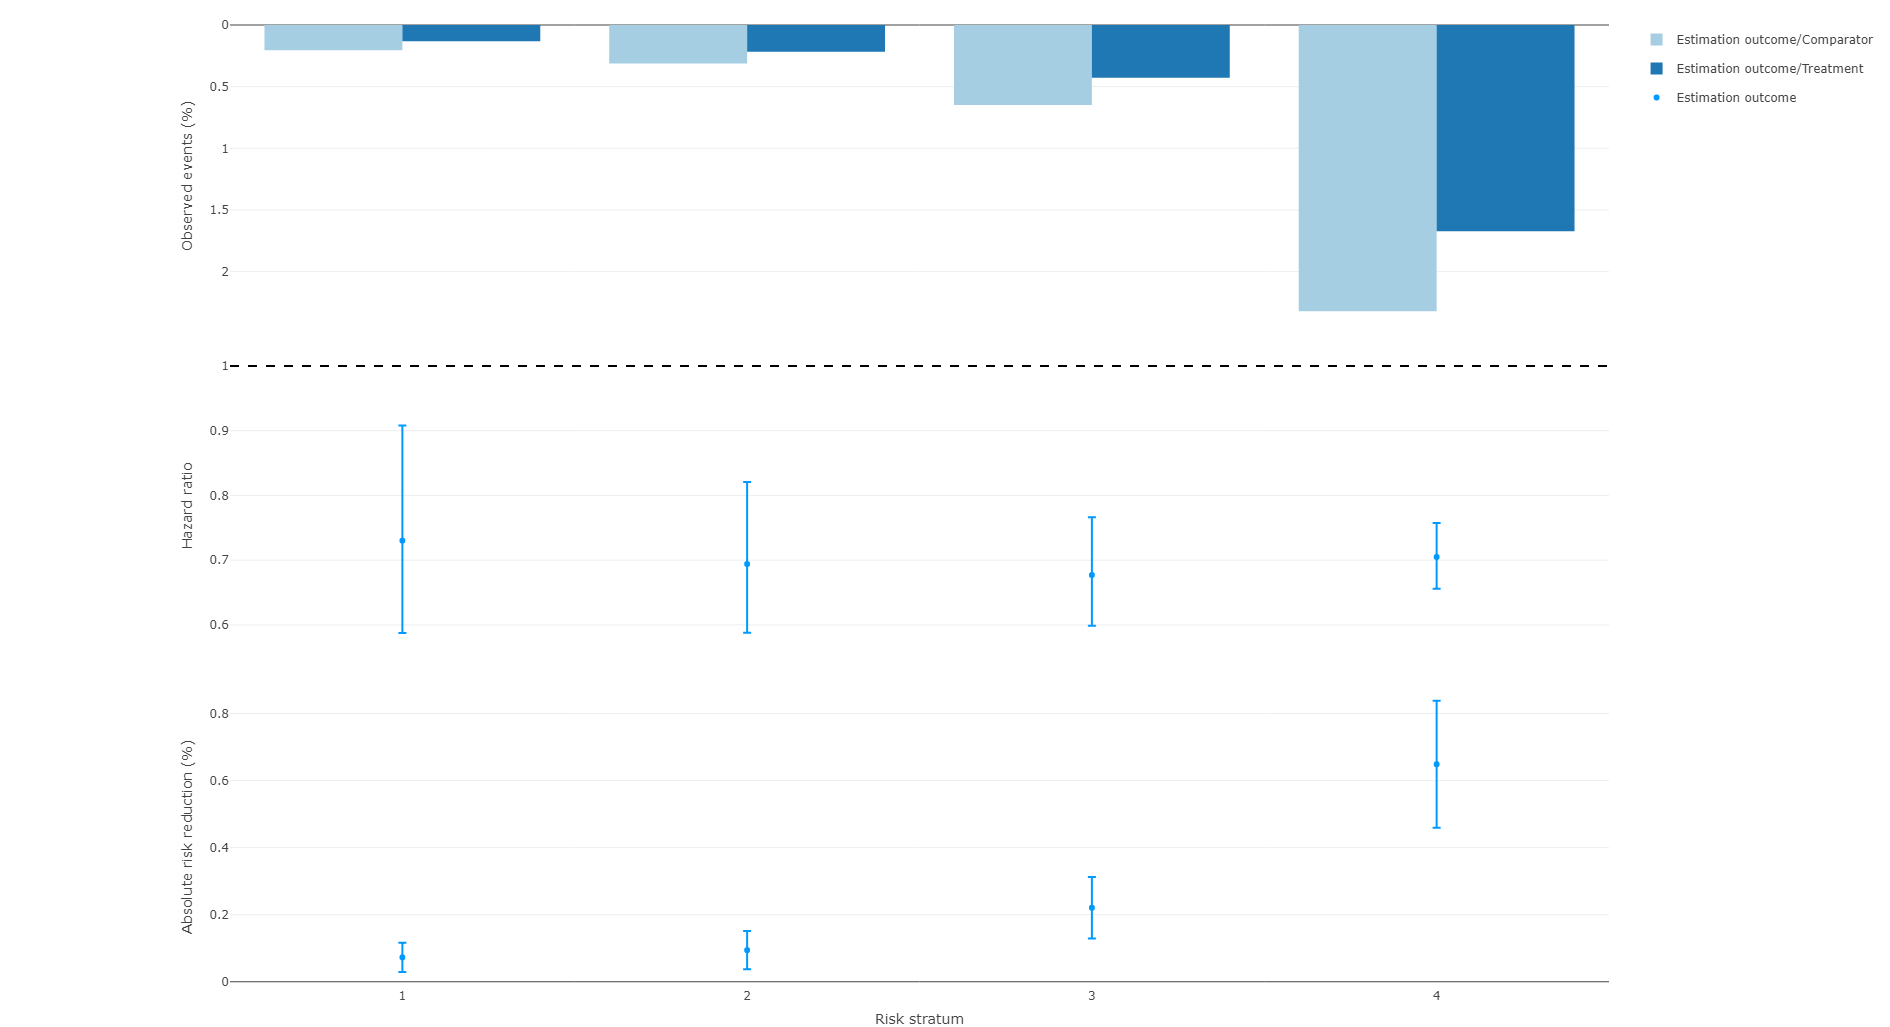 0
0.5
1
1.5
2
Observed events (%)
Estimation outcome/Comparator
Estimation outcome/Treatment
Estimation outcome
1
0.9
0.8
0.7
0.6
Hazard ratio
0.8
0.6
0.4
0.2
0
Absolute risk reduction (%)
1 2 3 4
Risk stratum